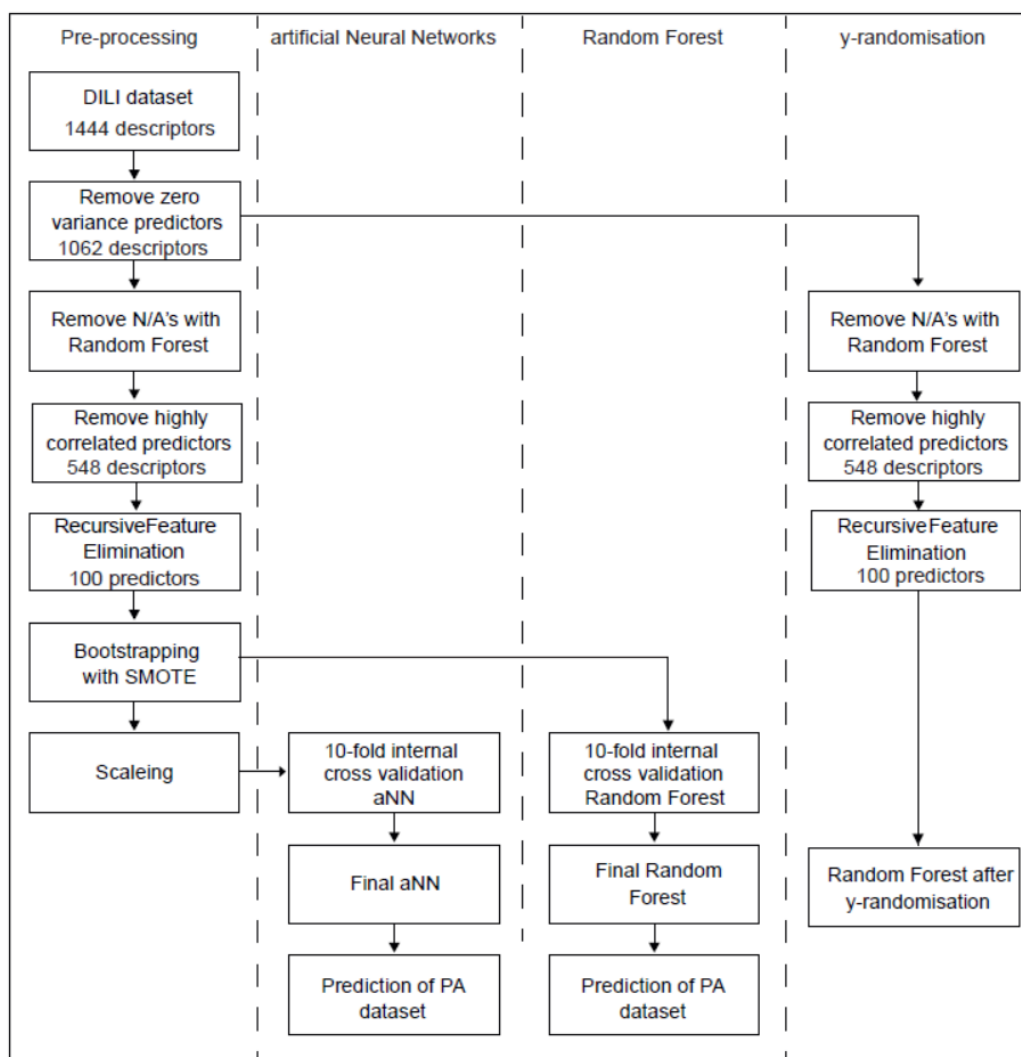 Pre-processing
artificial Neural Networks
Random Forest
y-randomisation
DILI dataset
1444 descriptors
Remove zero
variance predictors
1062 descriptors
Remove N/A's with
Random Forest
Remove highly
correlated predictors
548 descriptors
RecursiveFeature
Elimination
100 predictors
Bootstrapping
with SMOTE
Scaleing
10-fold internal
cross validation
aNN
Final aNN
Prediction of PA
dataset
10-fold internal
cross validation
Random Forest
Final Random
Forest
Prediction of PA
dataset
Remove N/A's with
Random Forest
Remove highly
correlated predictors
548 descriptors
RecursiveFeature
Elimination
100 predictors
Random Forest after
y-randomisation